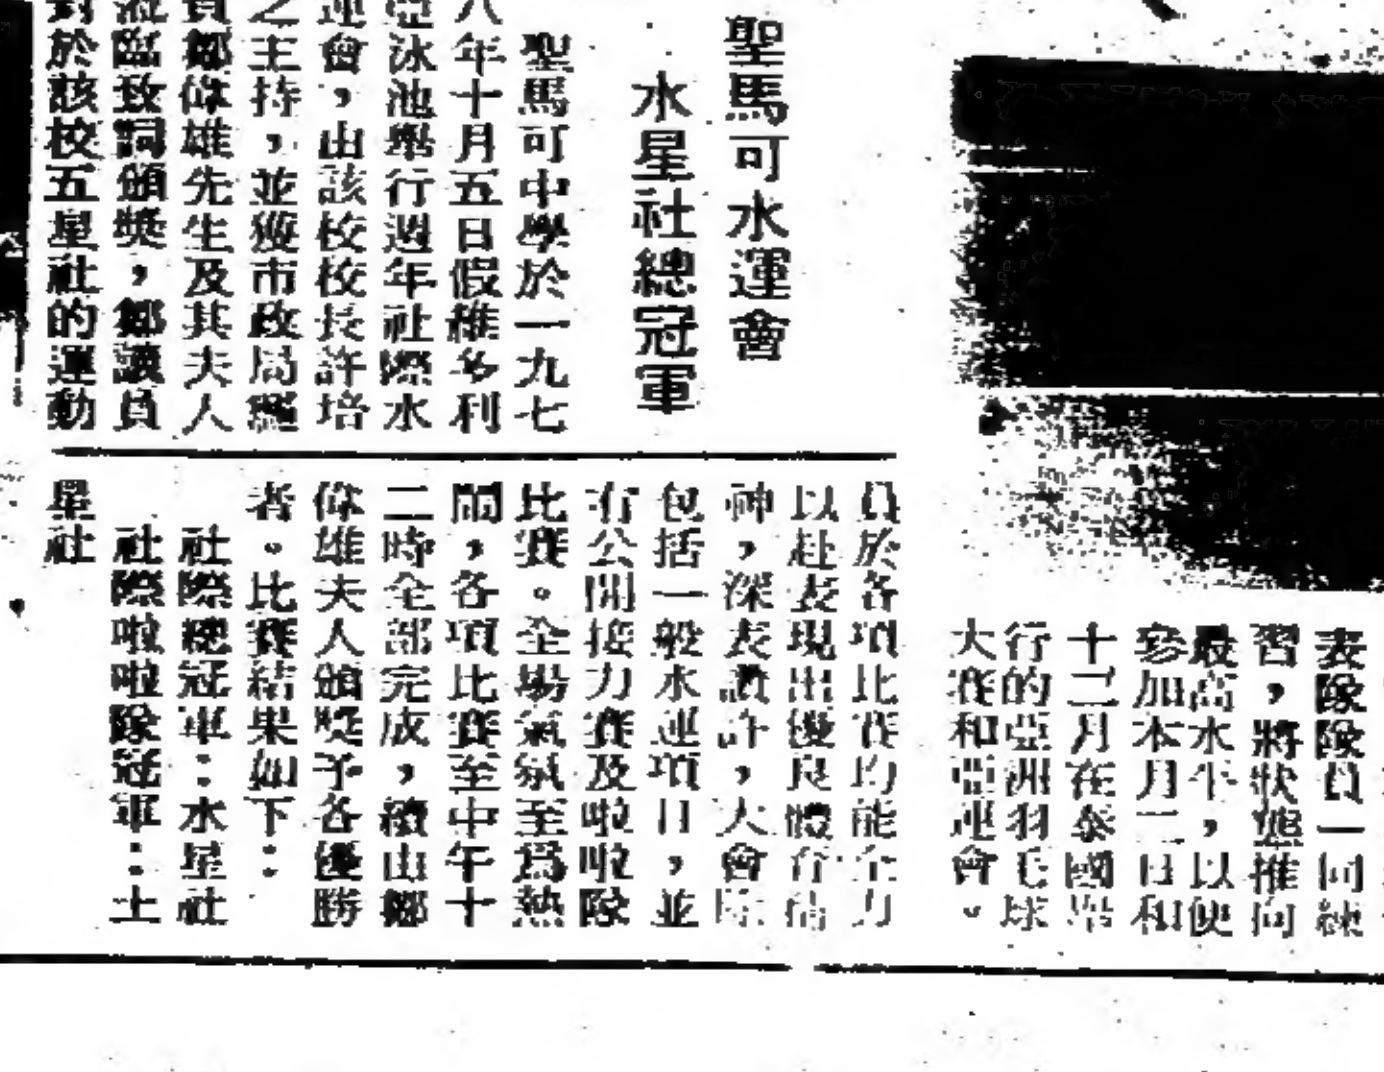 聖馬可水運會
水星社總冠軍
聖馬可中學於一九七
八年十月五日假維多利
亞泳池舉行週年社際水
運會，由該校校長許培
之主持，並獲市政局
員鄒偉雄先生及其夫人
蒞臨致詞頒獎，鄒議員
對於該校五星社的運動
員於各項比賽均能全力
以赴表現出優良體育精
神，深表讚許，大會除
包括一般水運項目，並
有公開接力賽及啦啦隊
比賽。全場氣氛至為熱
鬧，各項比賽至中午十
二時全部完成，續由鄒
偉雄夫人頒獎予各優勝
者。比賽結果如下：
社際總冠軍：水星社
社際啦啦隊冠軍：土
星社
表隊隊員一同練
習，將狀態推向
最高水平，以便
參加本月二日和
十二月在泰國舉
行的亞洲羽毛球
大賽和亞運會。